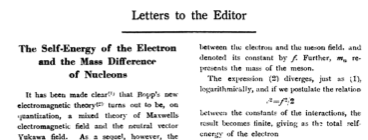 Letters to the Editor
The Self-Energy of the Electron
and the Mass Difference
of Nucleons
It has been made clear(1) that Bopp's new
electromagnetic theory(2) turns out to be, on
quantization, a mixed theory of Maxwells
electromagnetic field and the neutral vector
Yukawa field. As a sequel, however, the
between the electron and the meson field, and
denoted its constant by f. Further, mκ re-
presents the mass of the meson.
The expression (2) diverges, just as (1),
logarithmically, and if we postulate the relation
e²=f²/2
between the constants of the interactions, the
result becomes finite, giving as the total self-
energy of the electron